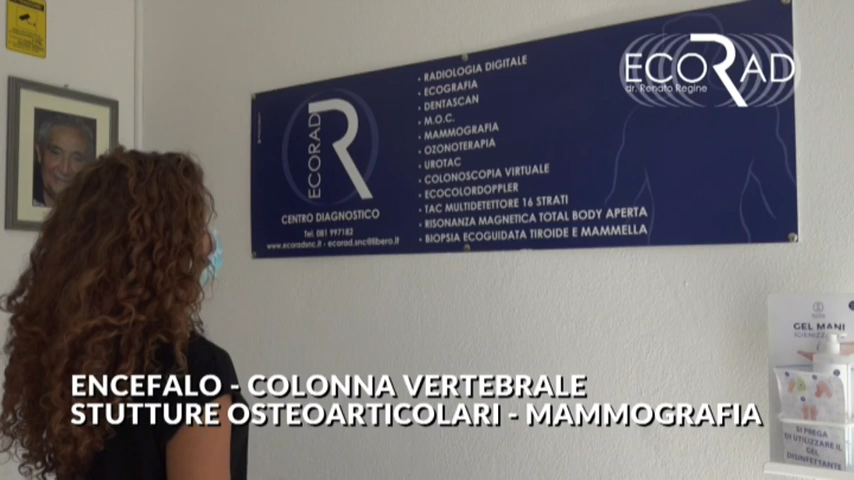 ECORAD
dr. Renato Regine
ECORAD
CENTRO DIAGNOSTICO
Tel. 081 997182
www.ecoradsnc.it - ecorad.snc@libero.it
• RADIOLOGIA DIGITALE
• ECOGRAFIA
• DENTASCAN
• M.O.C.
• MAMMOGRAFIA
• OZONOTERAPIA
• UROTAC
• COLONOSCOPIA VIRTUALE
• ECOCOLORDOPPLER
• TAC MULTIDETETTORE 16 STRATI
• RISONANZA MAGNETICA TOTAL BODY APERTA
• BIOPSIA ECOGUIDATA TIROIDE E MAMMELLA
GEL MANI
SI PREGA
DI UTILIZZARE IL
GEL
DISINFETTANTE
ENCEFALO - COLONNA VERTEBRALE
STUTTURE OSTEOARTICOLARI - MAMMOGRAFIA